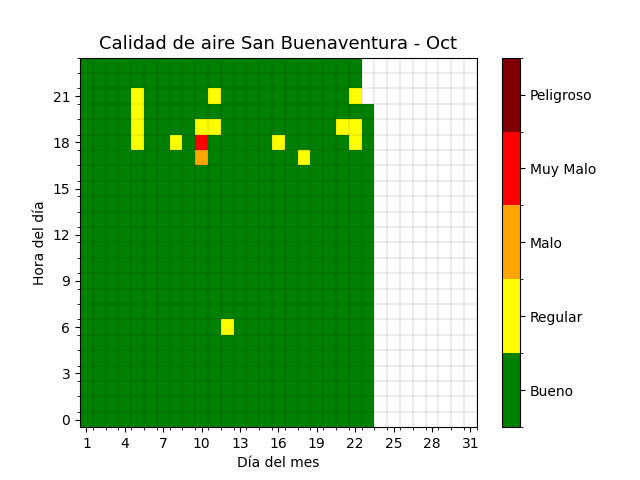 Calidad de aire San Buenaventura - Oct
Hora del día
21
18
15
12
9
6
3
0
1 4 7 10 13 16 19 22 25 28 31
Día del mes
Peligroso
Muy Malo
Malo
Regular
Bueno